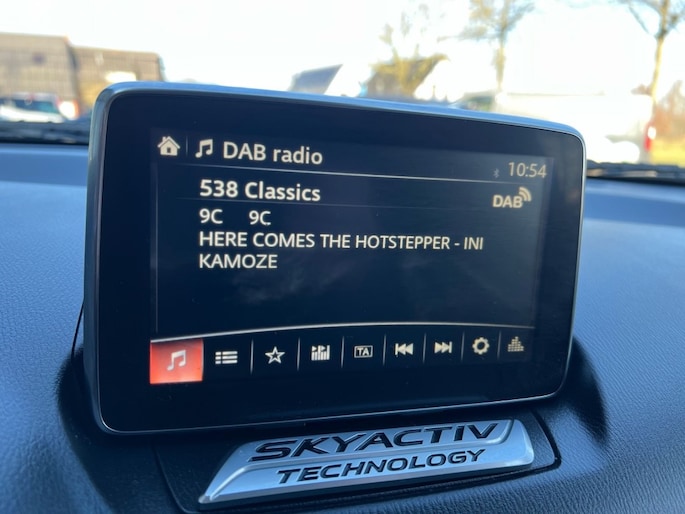 DAB radio
10:54
538 Classics
DAB
9C 9C
HERE COMES THE HOTSTEPPER - INI
KAMOZE
TA
SKYACTIV
TECHNOLOGY